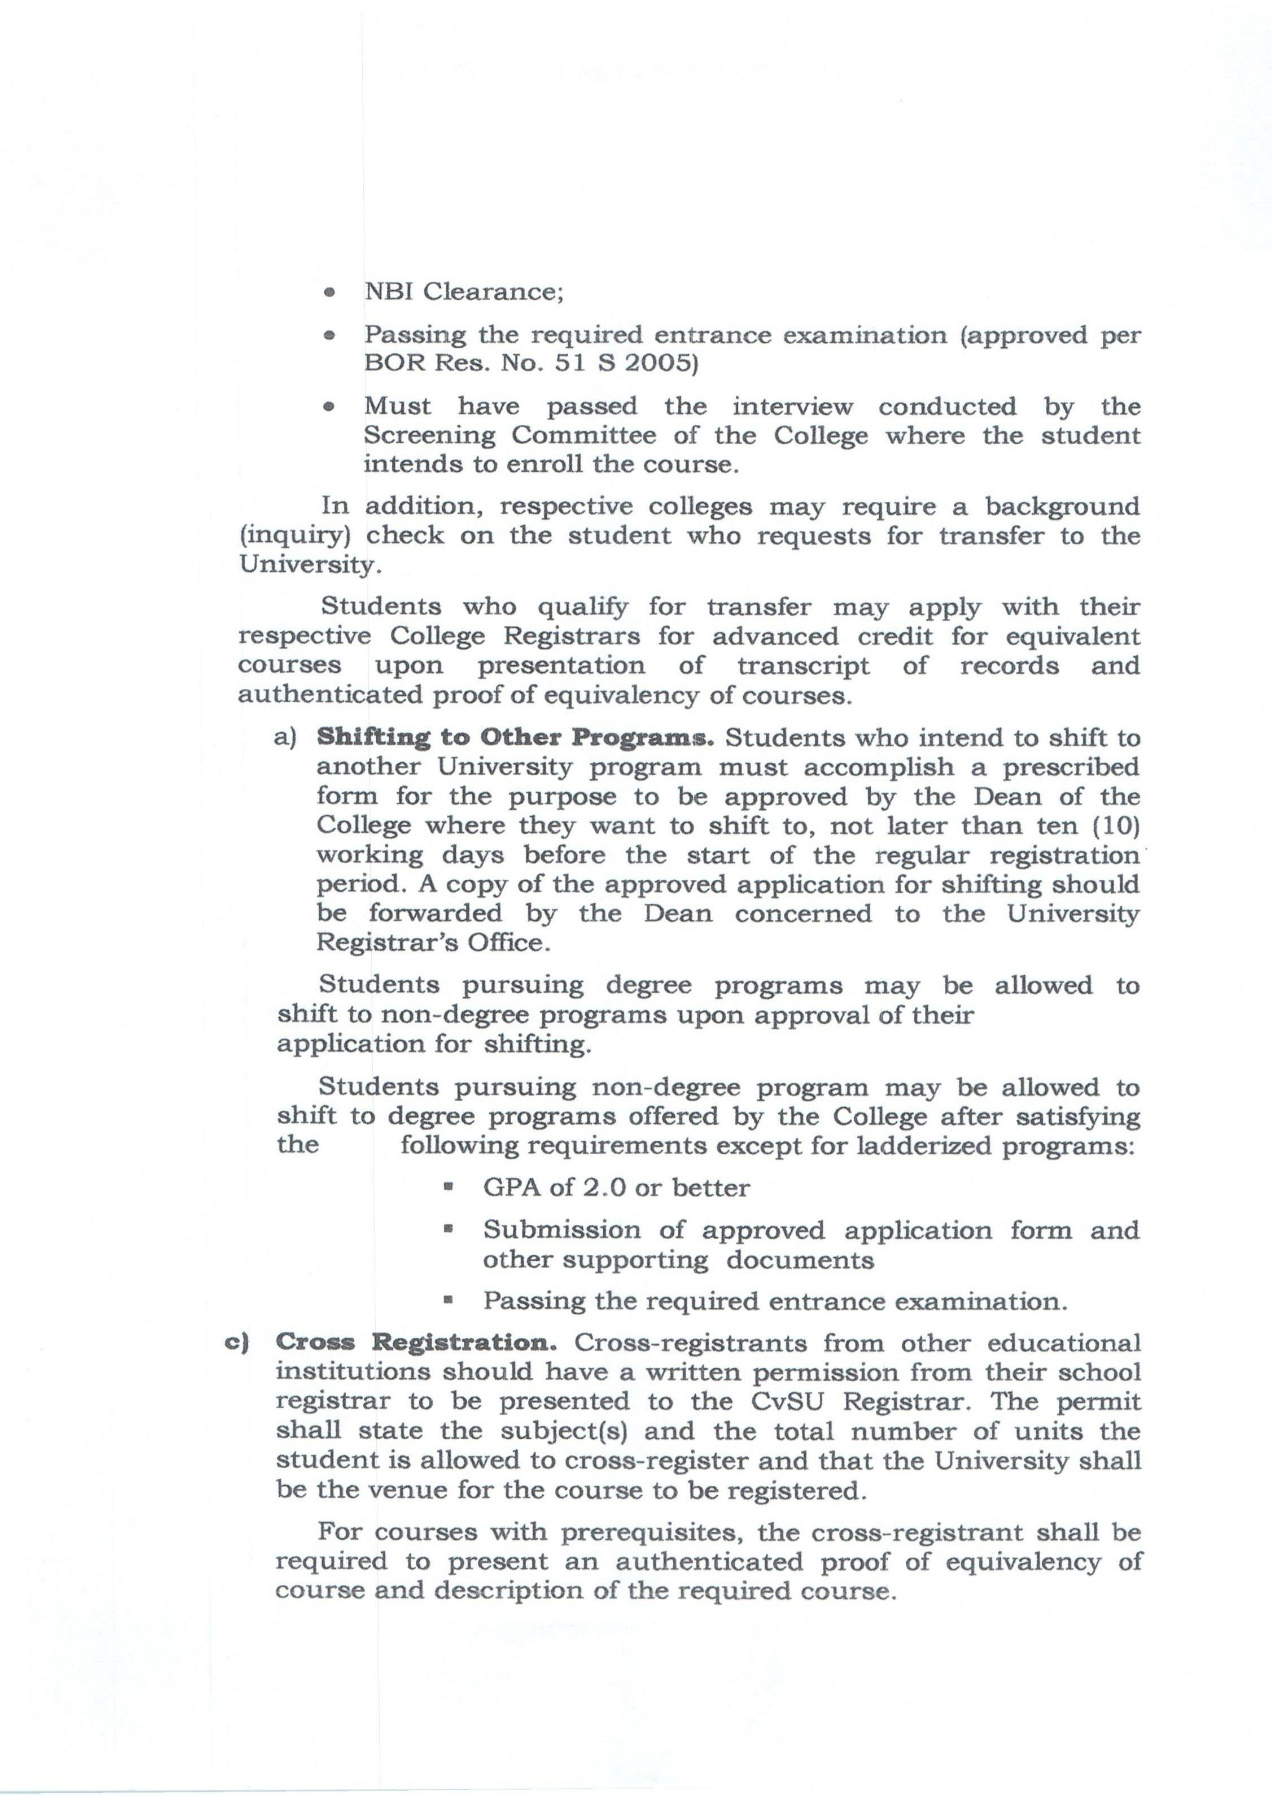 • NBI Clearance;
• Passing the required entrance examination (approved per
BOR Res. No. 51 S 2005)
• Must have passed the interview conducted by the
Screening Committee of the College where the student
intends to enroll the course.
In addition, respective colleges may require a background
(inquiry) check on the student who requests for transfer to the
University.
Students who qualify for transfer may apply with their
respective College Registrars for advanced credit for equivalent
courses upon presentation of transcript of records and
authenticated proof of equivalency of courses.
a) Shifting to Other Programs. Students who intend to shift to
another University program must accomplish a prescribed
form for the purpose to be approved by the Dean of the
College where they want to shift to, not later than ten (10)
working days before the start of the regular registration
period. A copy of the approved application for shifting should
be forwarded by the Dean concerned to the University
Registrar's Office.
Students pursuing degree programs may be allowed to
shift to non-degree programs upon approval of their
application for shifting.
Students pursuing non-degree program may be allowed to
shift to degree programs offered by the College after satisfying
the following requirements except for ladderized programs:
▪ GPA of 2.0 or better
▪ Submission of approved application form and
other supporting documents
▪ Passing the required entrance examination.
c) Cross Registration. Cross-registrants from other educational
institutions should have a written permission from their school
registrar to be presented to the CvSU Registrar. The permit
shall state the subject(s) and the total number of units the
student is allowed to cross-register and that the University shall
be the venue for the course to be registered.
For courses with prerequisites, the cross-registrant shall be
required to present an authenticated proof of equivalency of
course and description of the required course.